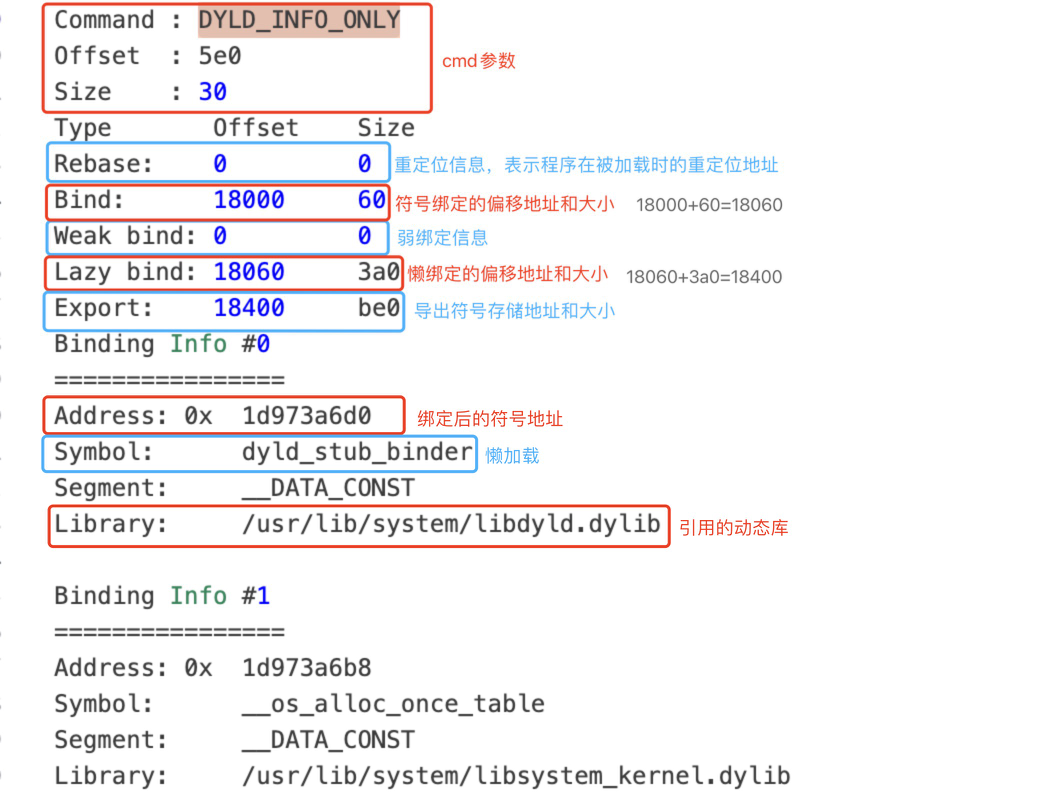 Command : DYLD_INFO_ONLY
Offset : 5e0
cmd参数
Size : 30
Type Offset Size
Rebase: 0 0 重定位信息，表示程序在被加载时的重定位地址
Bind: 18000 60 符号绑定的偏移地址和大小 18000+60=18060
Weak bind: 0 0 弱绑定信息
Lazy bind: 18060 3a0 懒绑定的偏移地址和大小 18060+3a0=18400
Export: 18400 be0 导出符号存储地址和大小
Binding Info #0
================
Address: 0x 1d973a6d0 绑定后的符号地址
Symbol: dyld_stub_binder 懒加载
Segment: __DATA_CONST
Library: /usr/lib/system/libdyld.dylib 引用的动态库
Binding Info #1
================
Address: 0x 1d973a6b8
Symbol: __os_alloc_once_table
Segment: __DATA_CONST
Library: /usr/lib/system/libsystem_kernel.dylib